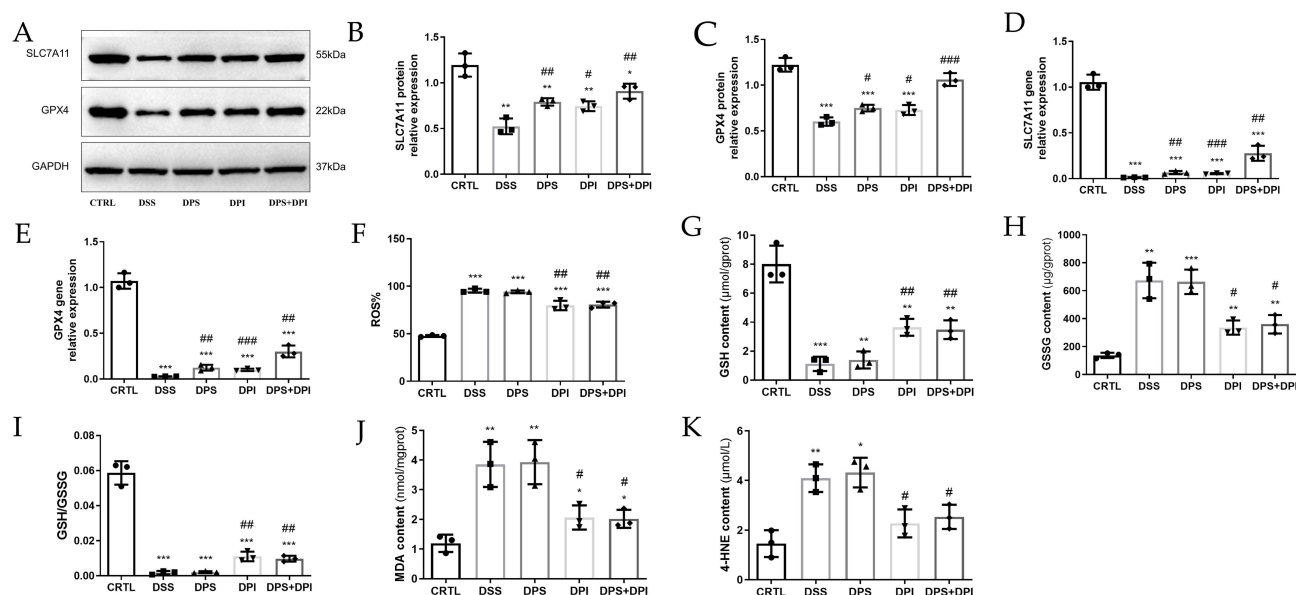 A
SLC7A11
55kDa
GPX4
22kDa
GAPDH
37kDa
CTRL DSS DPS DPI DPS+DPI
B
SLC7A11 protein
relative expression
1.5
1.0
0.5
0.0
**
##
**
#
**
##
*
CRTL DSS DPS DPI DPS+DPI
C
GPX4 protein
relative expression
1.5
1.0
0.5
0.0
***
#
***
#
***
###
CRTL DSS DPS DPI DPS+DPI
D
SLC7A11 gene
relative expression
1.5
1.0
0.5
0.0
***
##
***
###
***
##
***
CRTL DSS DPS DPI DPS+DPI
E
GPX4 gene
relative expression
1.5
1.0
0.5
0.0
***
##
***
###
***
##
***
CRTL DSS DPS DPI DPS+DPI
F
ROS%
150
100
50
0
***
***
##
***
##
***
CRTL DSS DPS DPI DPS+DPI
G
GSH content (μmol/gprot)
10
8
6
4
2
0
***
**
##
**
##
**
CRTL DSS DPS DPI DPS+DPI
H
GSSG content (μg/gprot)
1000
800
600
400
200
0
**
***
#
**
#
**
CRTL DSS DPS DPI DPS+DPI
I
GSH/GSSG
0.08
0.06
0.04
0.02
0.000
***
***
##
***
##
***
CRTL DSS DPS DPI DPS+DPI
J
MDA content (nmol/mgprot)
5
4
3
2
1
0
**
**
#
*
#
*
CRTL DSS DPS DPI DPS+DPI
K
4-HNE content (μmol/L)
6
4
2
0
**
*
#
#
CRTL DSS DPS DPI DPS+DPI